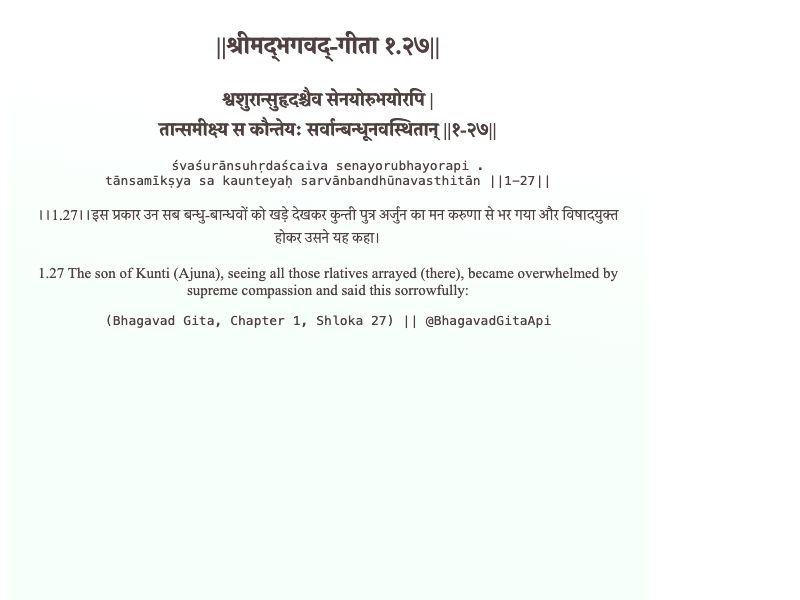 ||श्रीमद्‍भगवद्‍-गीता १.२७||
श्वशुरान्सुहृदश्चैव सेनयोरुभयोरपि |
तान्समीक्ष्य स कौन्तेयः सर्वान्बन्धूनवस्थितान् ||१-२७||
śvaśurānsuhṛdaścaiva senayorubhayorapi .
tānsamīkṣya sa kaunteyaḥ sarvānbandhūnavasthitān ||1-27||
।।1.27।।इस प्रकार उन सब बन्धु-बान्धवों को खड़े देखकर कुन्ती पुत्र अर्जुन का मन करुणा से भर गया और विषादयुक्त
होकर उसने यह कहा।
1.27 The son of Kunti (Ajuna), seeing all those rlatives arrayed (there), became overwhelmed by
supreme compassion and said this sorrowfully:
(Bhagavad Gita, Chapter 1, Shloka 27) || @BhagavadGitaApi